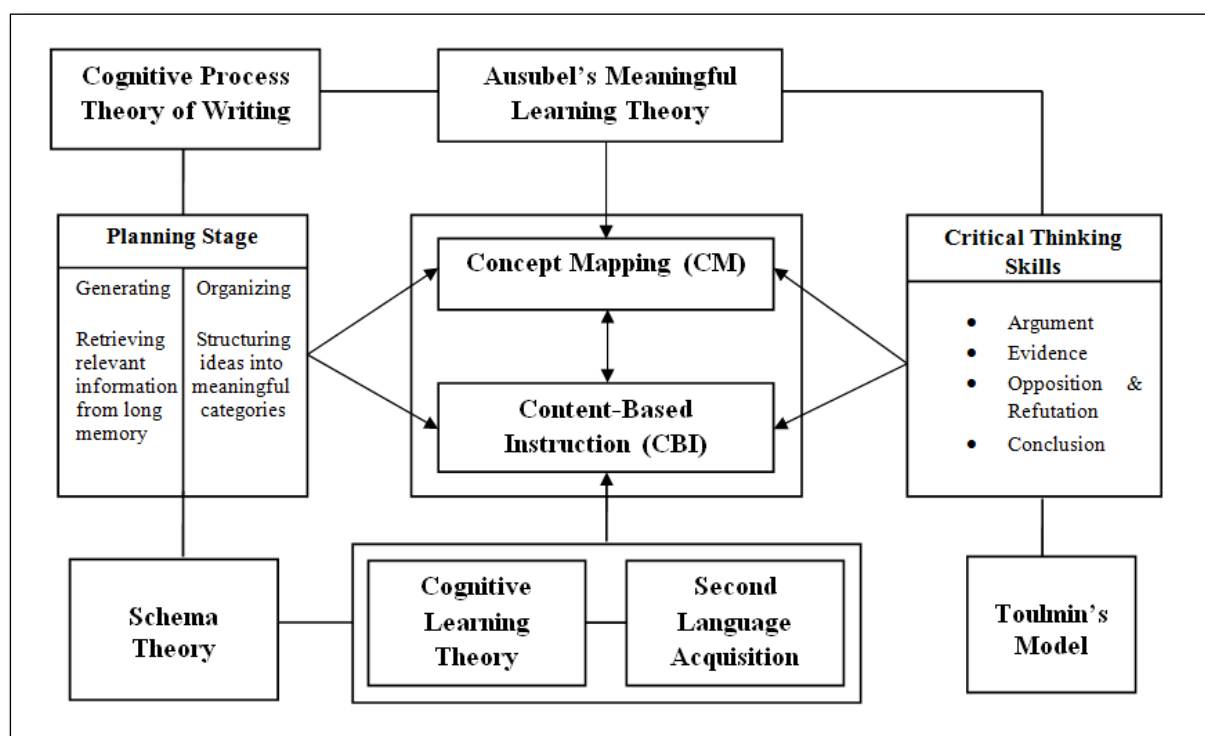 Cognitive Process
Theory of Writing
Ausubel's Meaningful
Learning Theory
Planning Stage
Generating
Retrieving
relevant
information
from long
memory
Organizing
Structuring
ideas into
meaningful
categories
Concept Mapping (CM)
Content-Based
Instruction (CBI)
Critical Thinking
Skills
• Argument
• Evidence
• Opposition &
Refutation
• Conclusion
Schema
Theory
Cognitive
Learning
Theory
Second
Language
Acquisition
Toulmin's
Model